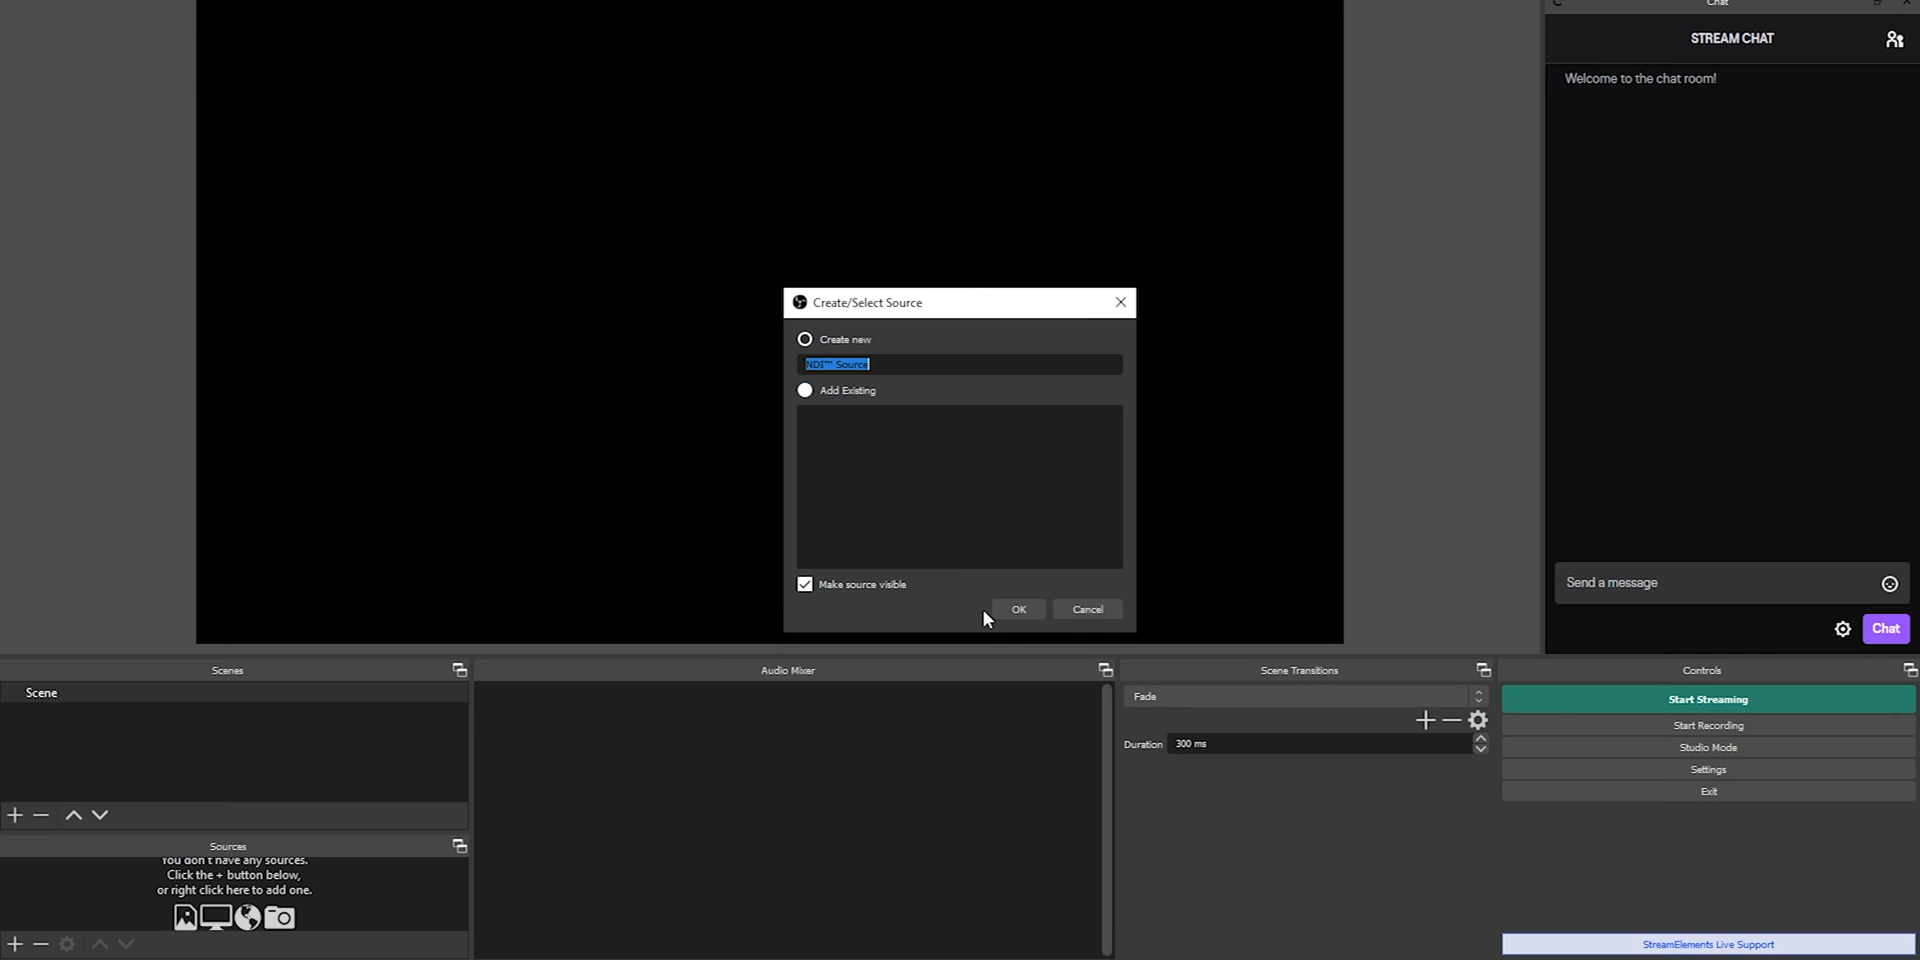 Chat
STREAM CHAT
Welcome to the chat room!
Create/Select Source
Create new
NDI™ Source
Add Existing
Make source visible
OK
Cancel
Send a message
Chat
Scenes
Audio Mixer
Scene Transitions
Controls
Scene
Fade
Duration
300 ms
Start Streaming
Start Recording
Studio Mode
Settings
Exit
Sources
You don't have any sources.
Click the + button below,
or right click here to add one.
StreamElements Live Support